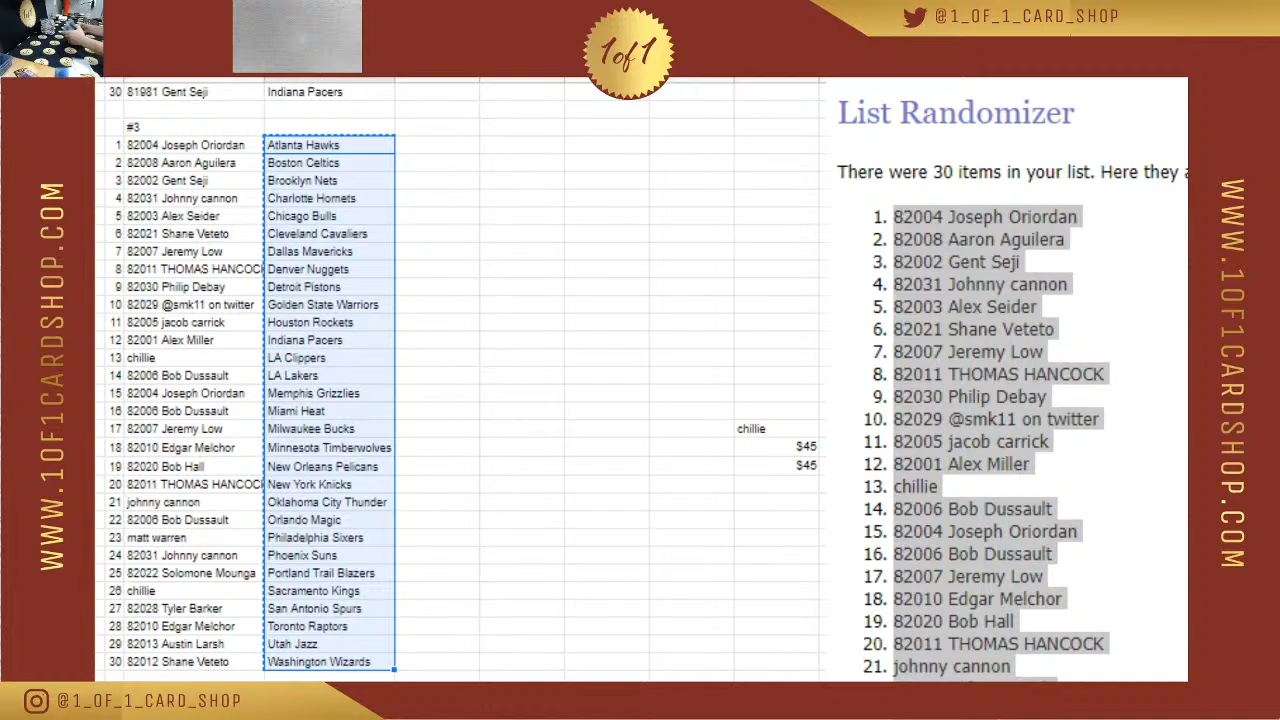 @1_OF_1_CARD_SHOP
1of1
WWW.1OF1CARDSHOP.COM
30 81981 Gent Seji Indiana Pacers
#3
1 82004 Joseph Oriordan Atlanta Hawks
2 82008 Aaron Aguilera Boston Celtics
3 82002 Gent Seji Brooklyn Nets
4 82031 Johnny cannon Charlotte Hornets
5 82003 Alex Seider Chicago Bulls
6 82021 Shane Veteto Cleveland Cavaliers
7 82007 Jeremy Low Dallas Mavericks
8 82011 THOMAS HANCOCK Denver Nuggets
9 82030 Philip Debay Detroit Pistons
10 82029 @smk11 on twitter Golden State Warriors
11 82005 jacob carrick Houston Rockets
12 82001 Alex Miller Indiana Pacers
13 chillie LA Clippers
14 82006 Bob Dussault LA Lakers
15 82004 Joseph Oriordan Memphis Grizzlies
16 82006 Bob Dussault Miami Heat
17 82007 Jeremy Low Milwaukee Bucks chillie
18 82010 Edgar Melchor Minnesota Timberwolves $45
19 82020 Bob Hall New Orleans Pelicans $45
20 82011 THOMAS HANCOCK New York Knicks
21 johnny cannon Oklahoma City Thunder
22 82006 Bob Dussault Orlando Magic
23 matt warren Philadelphia Sixers
24 82031 Johnny cannon Phoenix Suns
25 82022 Solomone Mounga Portland Trail Blazers
26 chillie Sacramento Kings
27 82028 Tyler Barker San Antonio Spurs
28 82010 Edgar Melchor Toronto Raptors
29 82013 Austin Larsh Utah Jazz
30 82012 Shane Veteto Washington Wizards
List Randomizer
There were 30 items in your list. Here they a
1. 82004 Joseph Oriordan
2. 82008 Aaron Aguilera
3. 82002 Gent Seji
4. 82031 Johnny cannon
5. 82003 Alex Seider
6. 82021 Shane Veteto
7. 82007 Jeremy Low
8. 82011 THOMAS HANCOCK
9. 82030 Philip Debay
10. 82029 @smk11 on twitter
11. 82005 jacob carrick
12. 82001 Alex Miller
13. chillie
14. 82006 Bob Dussault
15. 82004 Joseph Oriordan
16. 82006 Bob Dussault
17. 82007 Jeremy Low
18. 82010 Edgar Melchor
19. 82020 Bob Hall
20. 82011 THOMAS HANCOCK
21. johnny cannon
WWW.1OF1CARDSHOP.COM
@1_OF_1_CARD_SHOP